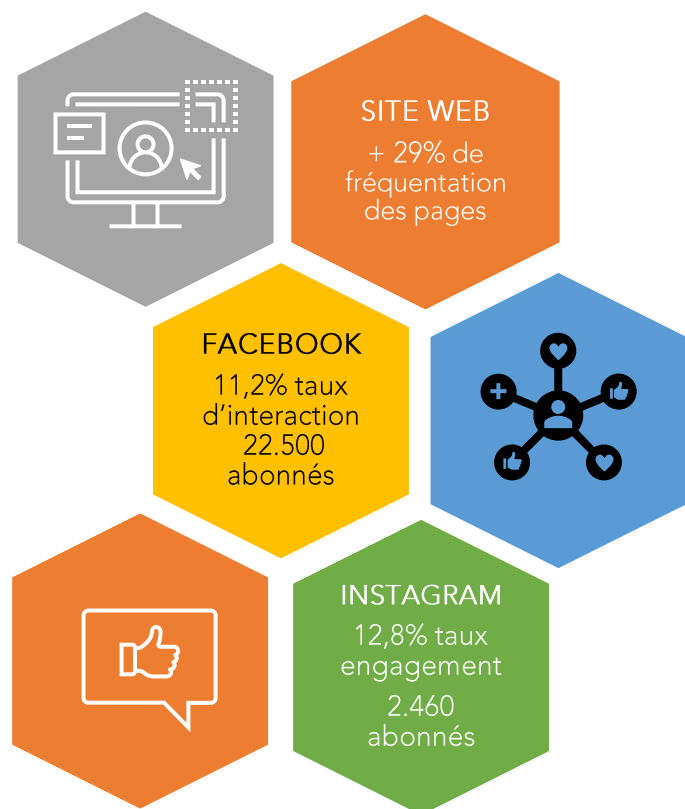 SITE WEB
+ 29% de
fréquentation
des pages
FACEBOOK
11,2% taux
d'interaction
22.500
abonnés
INSTAGRAM
12,8% taux
engagement
2.460
abonnés